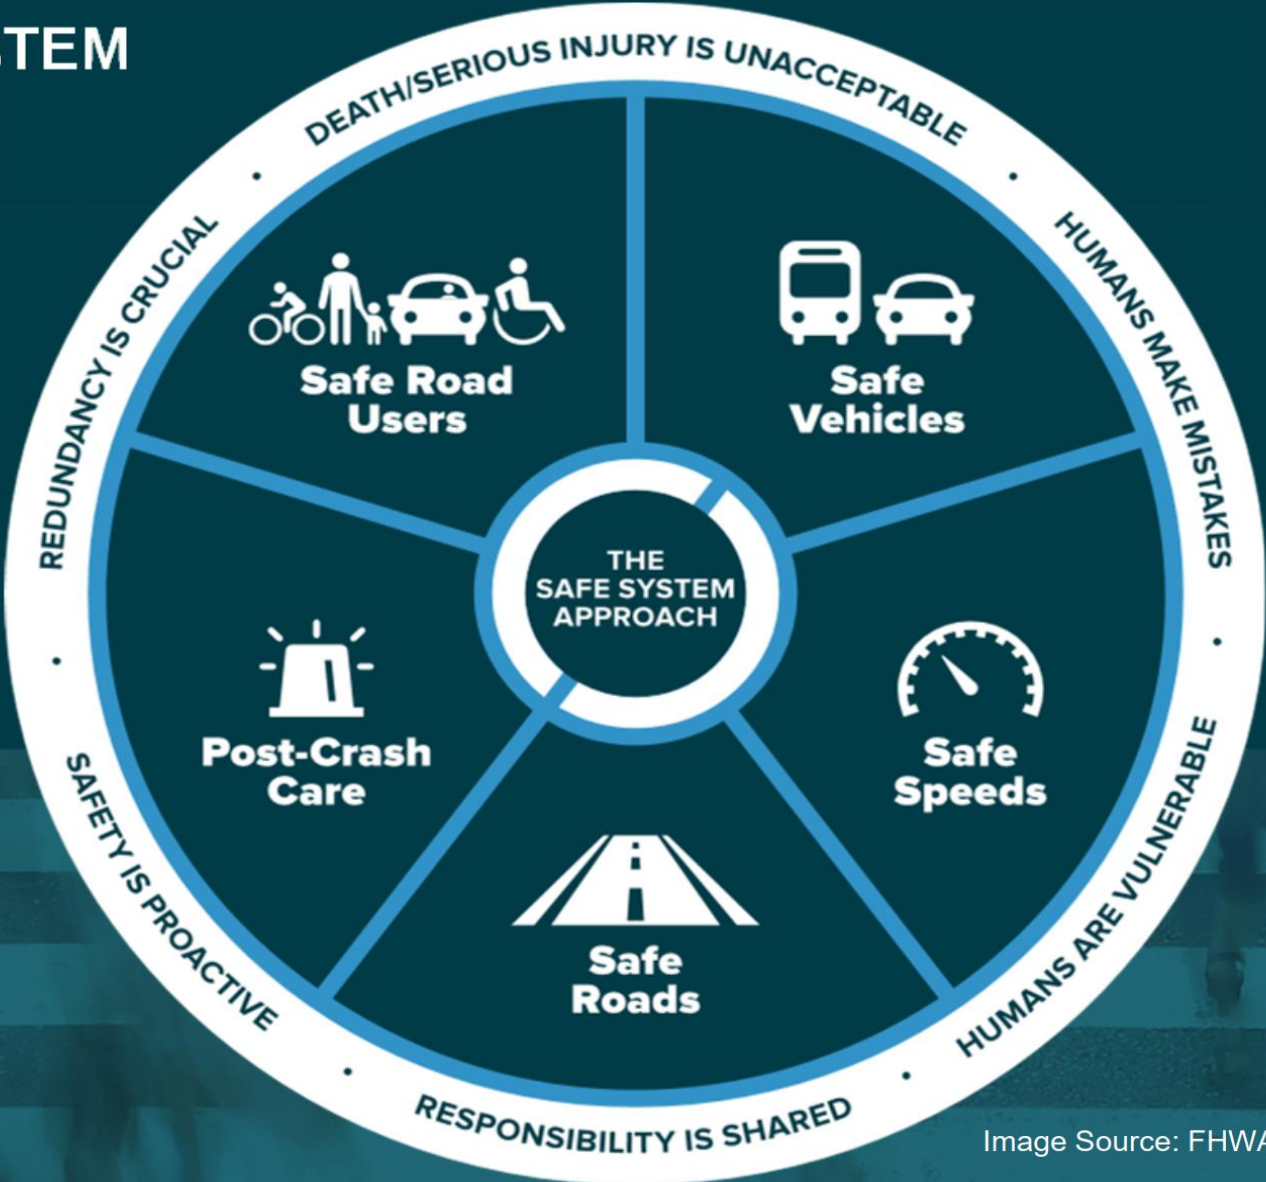 STEM
DEATH/SERIOUS INJURY IS UNACCEPTABLE
HUMANS MAKE MISTAKES
HUMANS ARE VULNERABLE
RESPONSIBILITY IS SHARED
SAFETY IS PROACTIVE
REDUNDANCY IS CRUCIAL
Safe Road
Users
Safe
Vehicles
Safe
Speeds
Safe
Roads
Post-Crash
Care
THE
SAFE SYSTEM
APPROACH
Image Source: FHWA